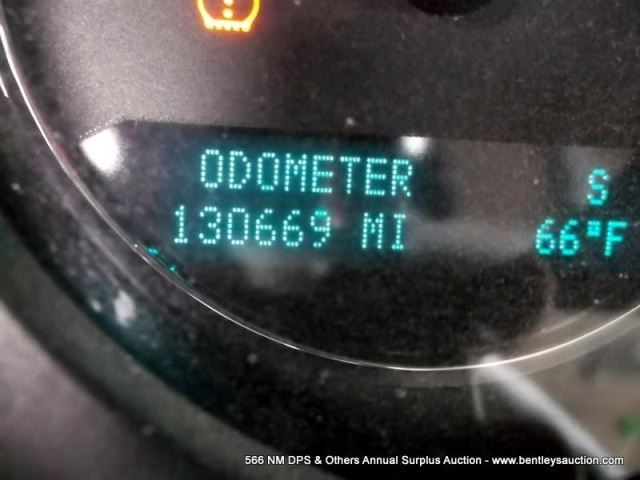 ODOMETER
130669 MI
S
66°F
566 NM DPS & Others Annual Surplus Auction - www.bentleysauction.com